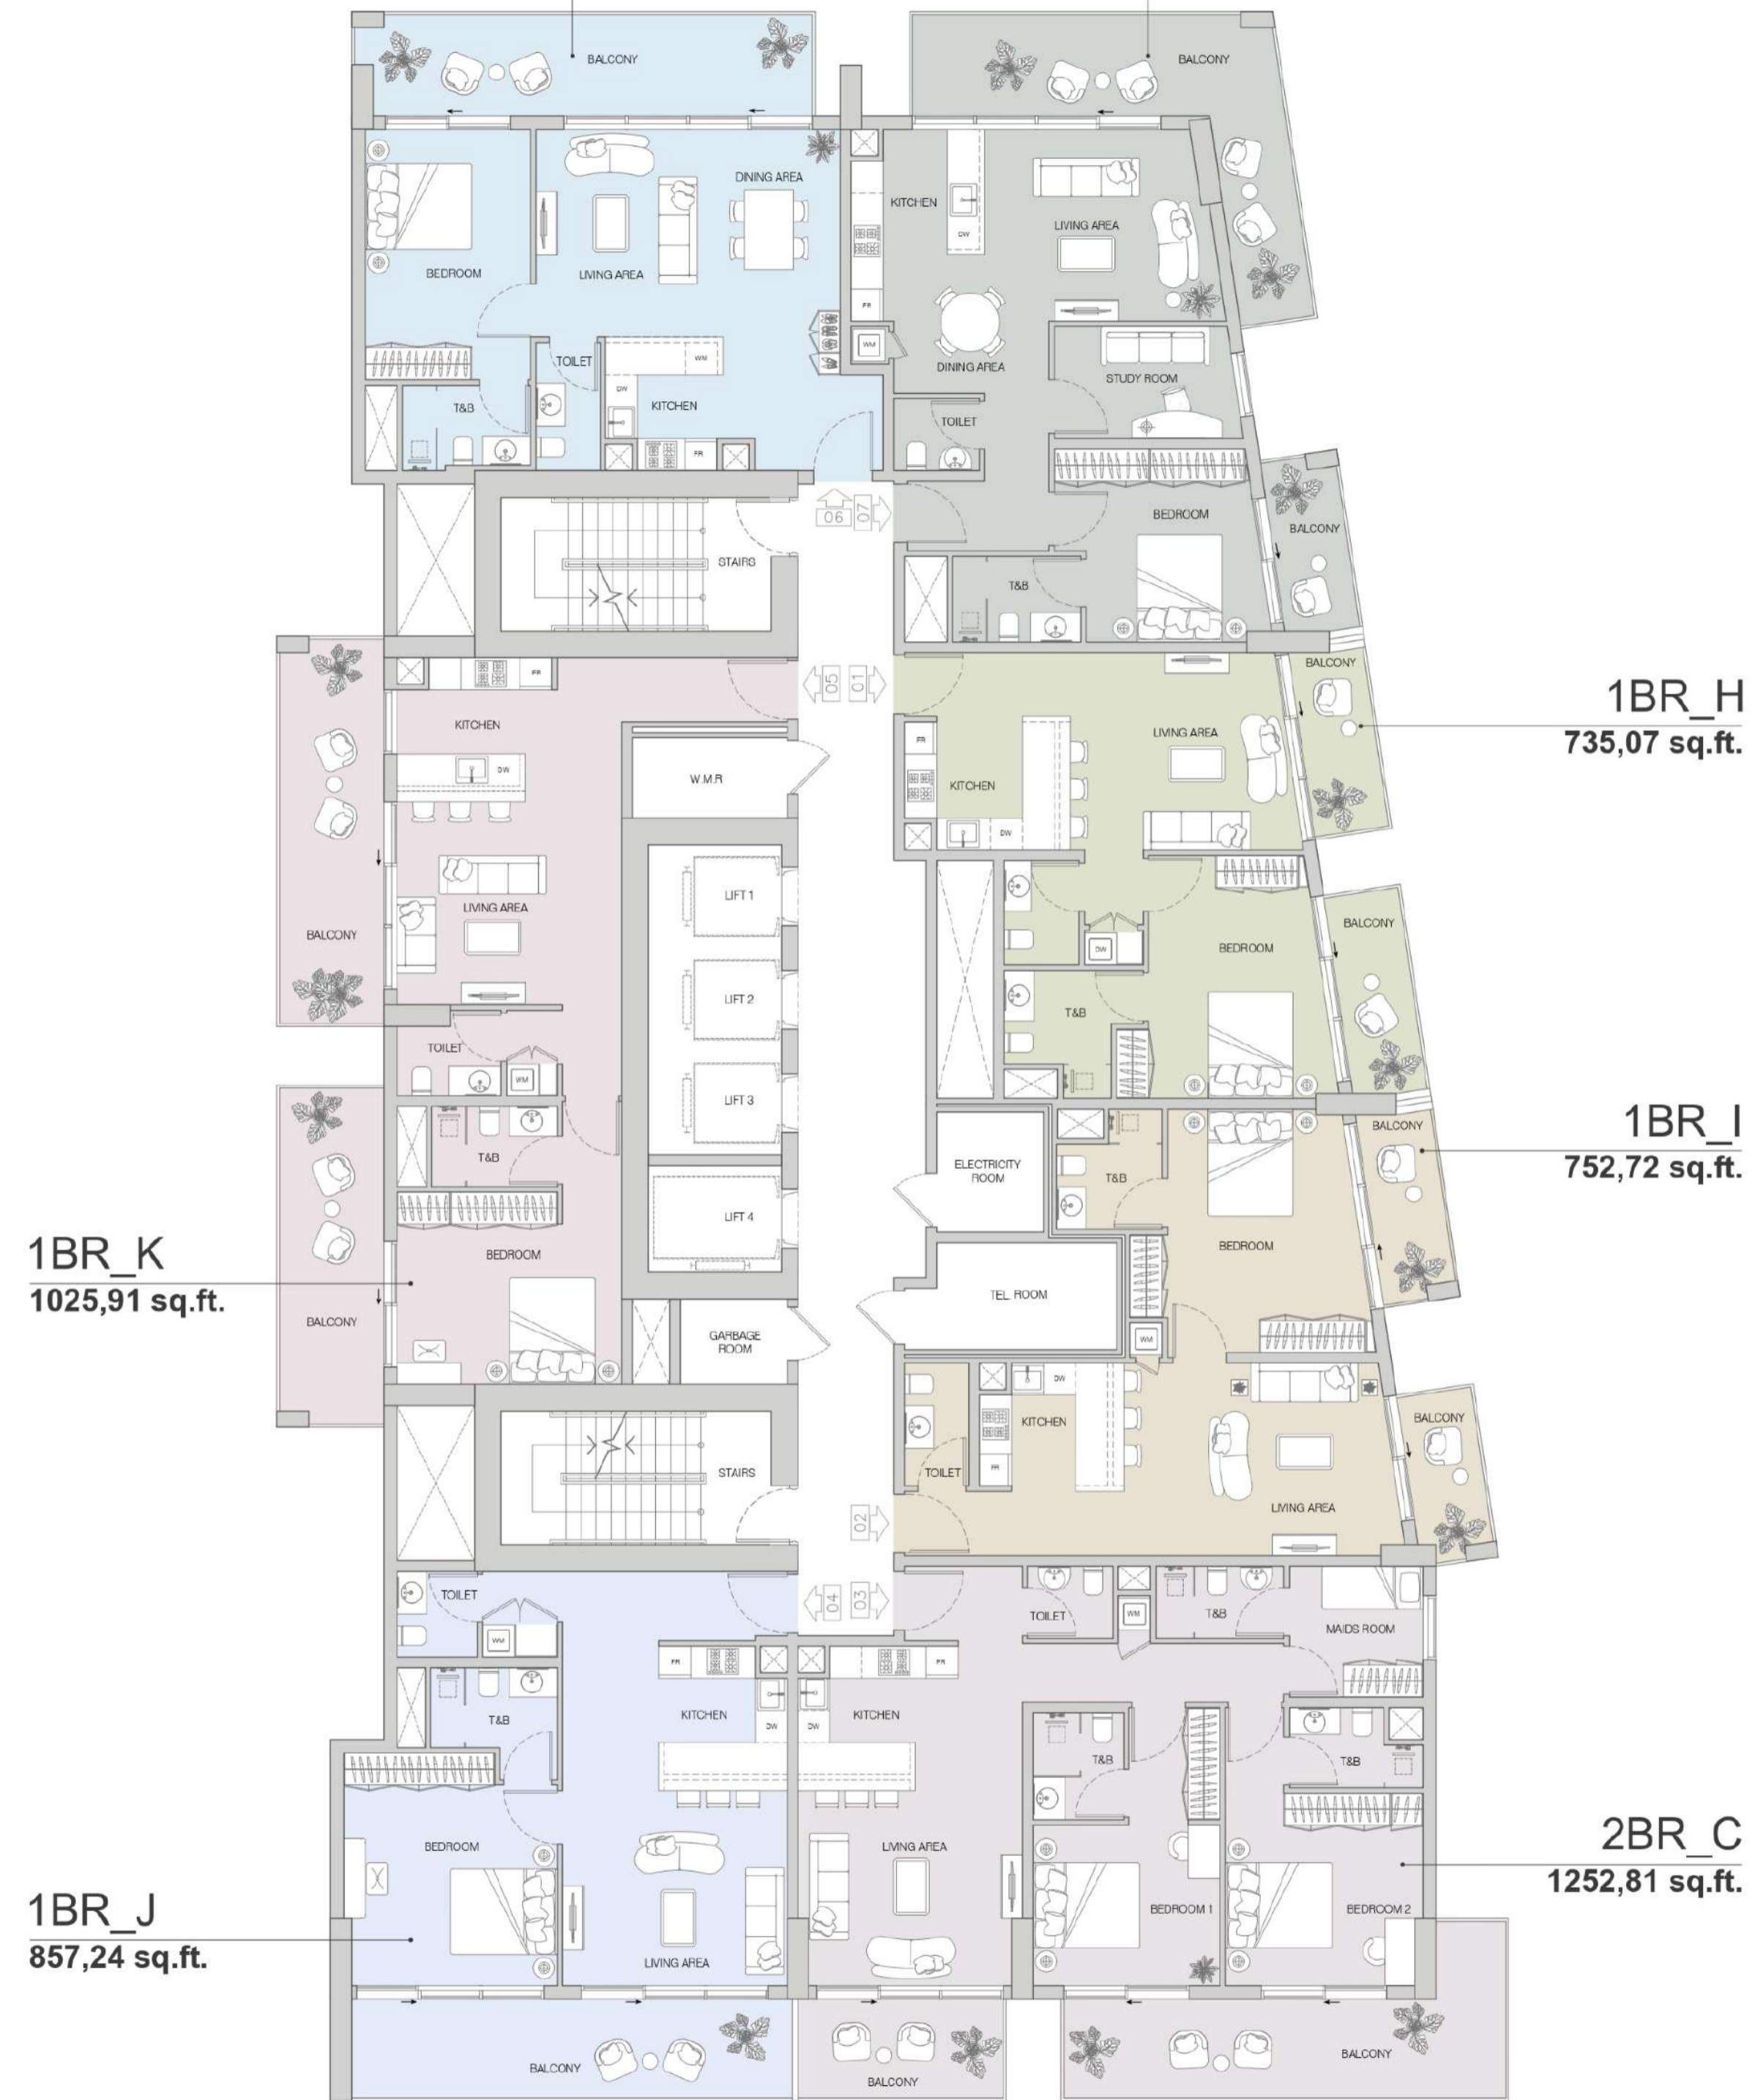 BALCONY
BALCONY
DINING AREA
KITCHEN
LIVING AREA
DW
BEDROOM
LIVING AREA
FR
WM
TOILET
WM
DINING AREA
STUDY ROOM
DW
T&B
KITCHEN
TOILET
FR
06
07
BEDROOM
BALCONY
STAIRS
T&B
05
01
BALCONY
FR
KITCHEN
LIVING AREA
FR
1BR_H
735,07 sq.ft.
DW
W.M.R
KITCHEN
DW
LIFT 1
LIVING AREA
BALCONY
BALCONY
DW
BEDROOM
LIFT 2
T&B
TOILET
WM
LIFT 3
BALCONY
1BR_I
752,72 sq.ft.
T&B
ELECTRICITY
ROOM
T&B
LIFT 4
BEDROOM
BEDROOM
1BR_K
1025,91 sq.ft.
TEL. ROOM
BALCONY
GARBAGE
ROOM
WM
DW
KITCHEN
BALCONY
FR
TOILET
STAIRS
LIVING AREA
02
TOILET
04
03
TOILET
WM
T&B
MAIDS ROOM
WM
FR
FR
T&B
KITCHEN
DW
DW
KITCHEN
T&B
T&B
BEDROOM
LIVING AREA
2BR_C
1252,81 sq.ft.
1BR_J
857,24 sq.ft.
BEDROOM 1
BEDROOM 2
LIVING AREA
BALCONY
BALCONY
BALCONY